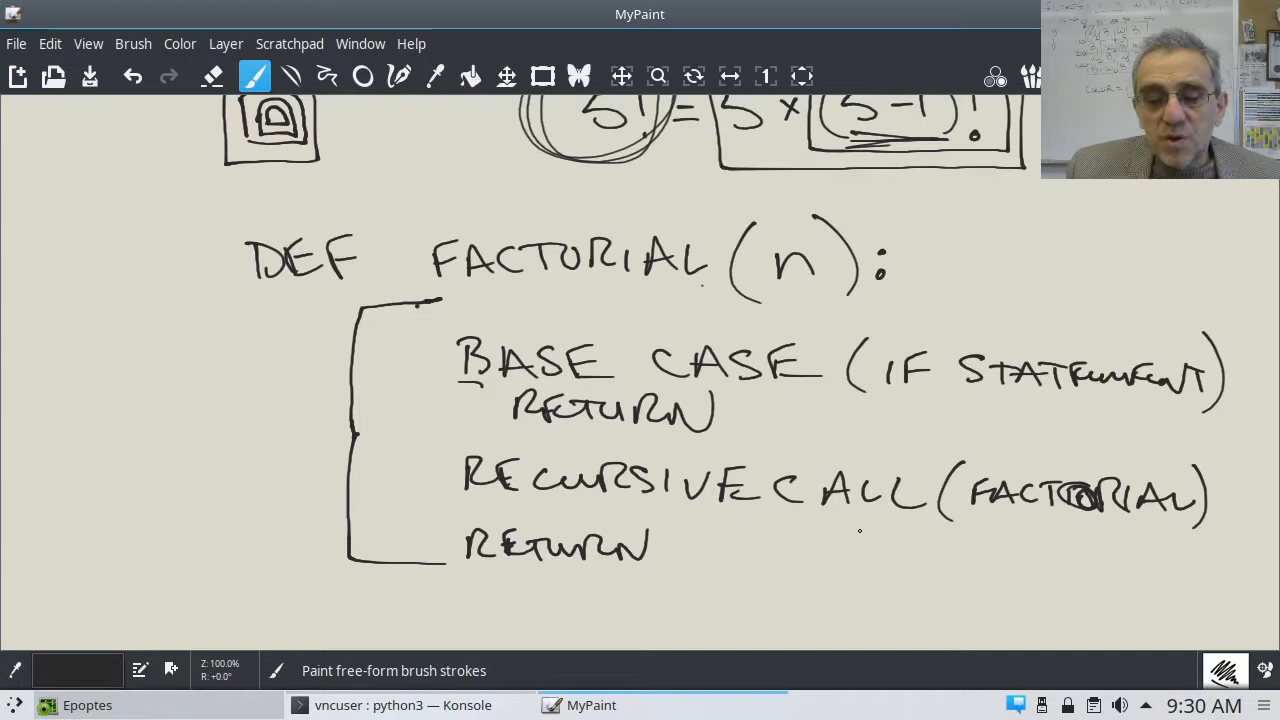 MyPaint
File Edit View Brush Color Layer Scratchpad Window Help
5! = 5 × (5-1)!
DEF FACTORIAL(n):
BASE CASE (IF STATEMENT)
RETURN
RECURSIVE CALL (FACTORIAL)
RETURN
Z: 100.0%
R: +0.0°
Paint free-form brush strokes
Epoptes
vncuser : python3 — Konsole
MyPaint
9:30 AM